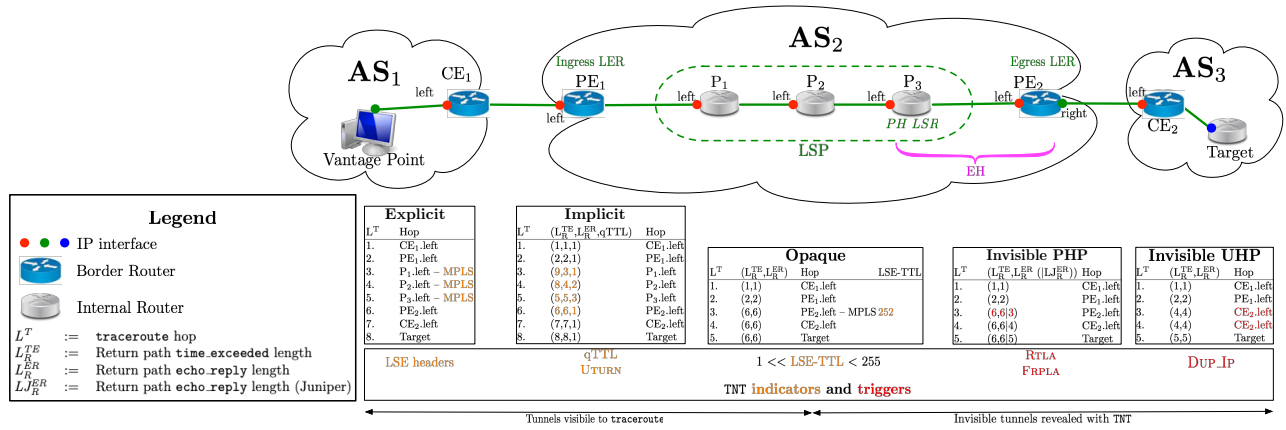 AS1
AS2
AS3
CE1
Ingress LER
PE1
P1
P2
P3
Egress LER
PE2
CE2
left
left
left
left
left
left
right
left
PH LSR
LSP
EH
Vantage Point
Target
Legend
IP interface
Border Router
Internal Router
L^T := traceroute hop
L_R^TE := Return path time_exceeded length
L_R^ER := Return path echo_reply length
LJ_R^ER := Return path echo_reply length (Juniper)
Explicit
L^T Hop
1. CE1.left
2. PE1.left
3. P1.left – MPLS
4. P2.left – MPLS
5. P3.left – MPLS
6. PE2.left
7. CE2.left
8. Target
Implicit
L^T (L_R^TE,L_R^ER,qTTL) Hop
1. (1,1,1) CE1.left
2. (2,2,1) PE1.left
3. (9,3,1) P1.left
4. (8,4,2) P2.left
5. (5,5,3) P3.left
6. (6,6,1) PE2.left
7. (7,7,1) CE2.left
8. (8,8,1) Target
Opaque
L^T (L_R^TE,L_R^ER) Hop LSE-TTL
1. (1,1) CE1.left
2. (2,2) PE1.left
3. (6,6) PE2.left – MPLS 252
4. (6,6) CE2.left
5. (6,6) Target
Invisible PHP
L^T (L_R^TE,L_R^ER (|LJ_R^ER)) Hop
1. (1,1) CE1.left
2. (2,2) PE1.left
3. (6,6|3) PE2.left
4. (6,6|4) CE2.left
5. (6,6|5) Target
Invisible UHP
L^T (L_R^TE,L_R^ER) Hop
1. (1,1) CE1.left
2. (2,2) PE1.left
3. (4,4) CE2.left
4. (4,4) CE2.left
5. (5,5) Target
LSE headers
qTTL
UTURN
1 << LSE-TTL < 255
RTLA
FRPLA
DUP_IP
TNT indicators and triggers
Tunnels visible to traceroute
Invisible tunnels revealed with TNT